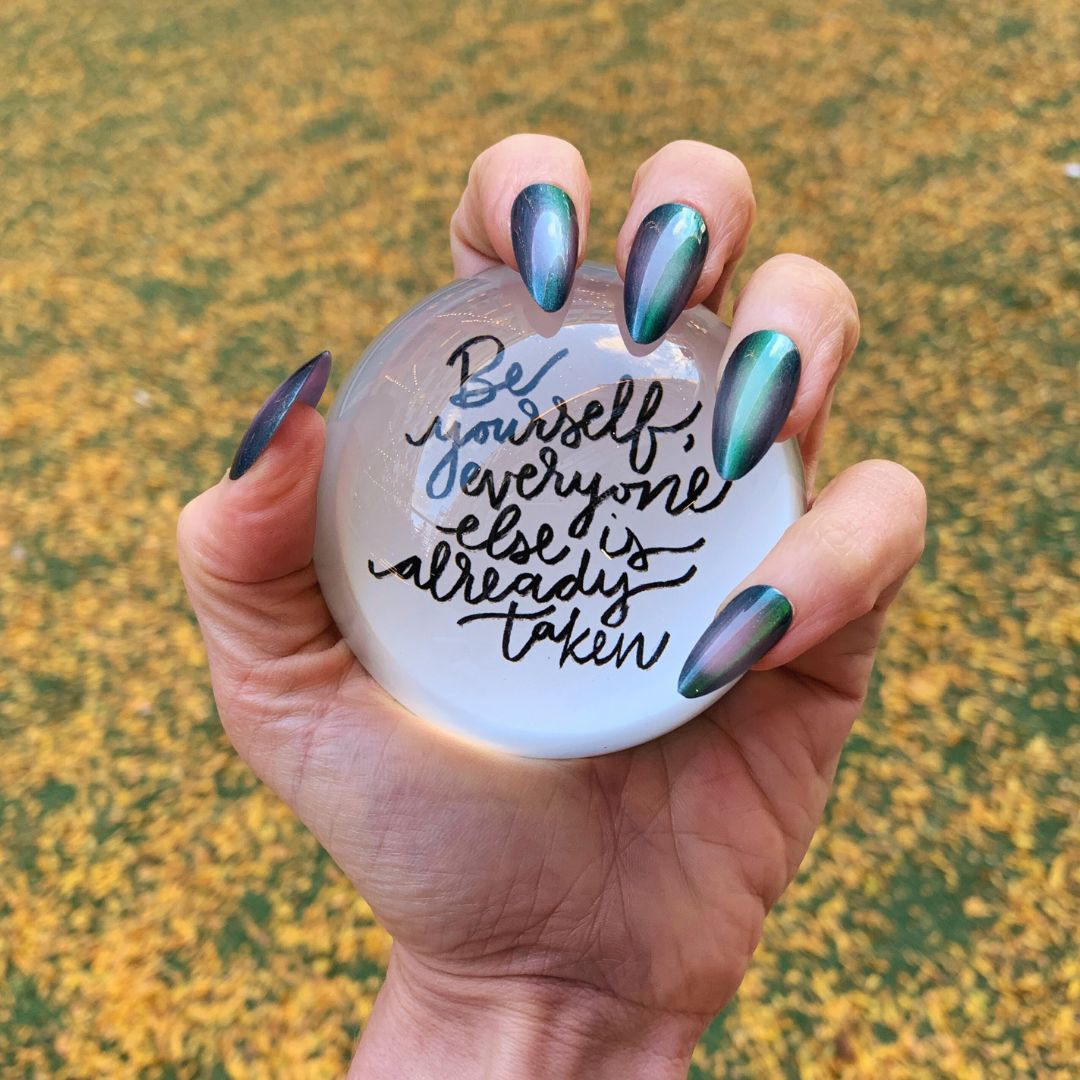 Be
yourself,
everyone
else is
already
taken